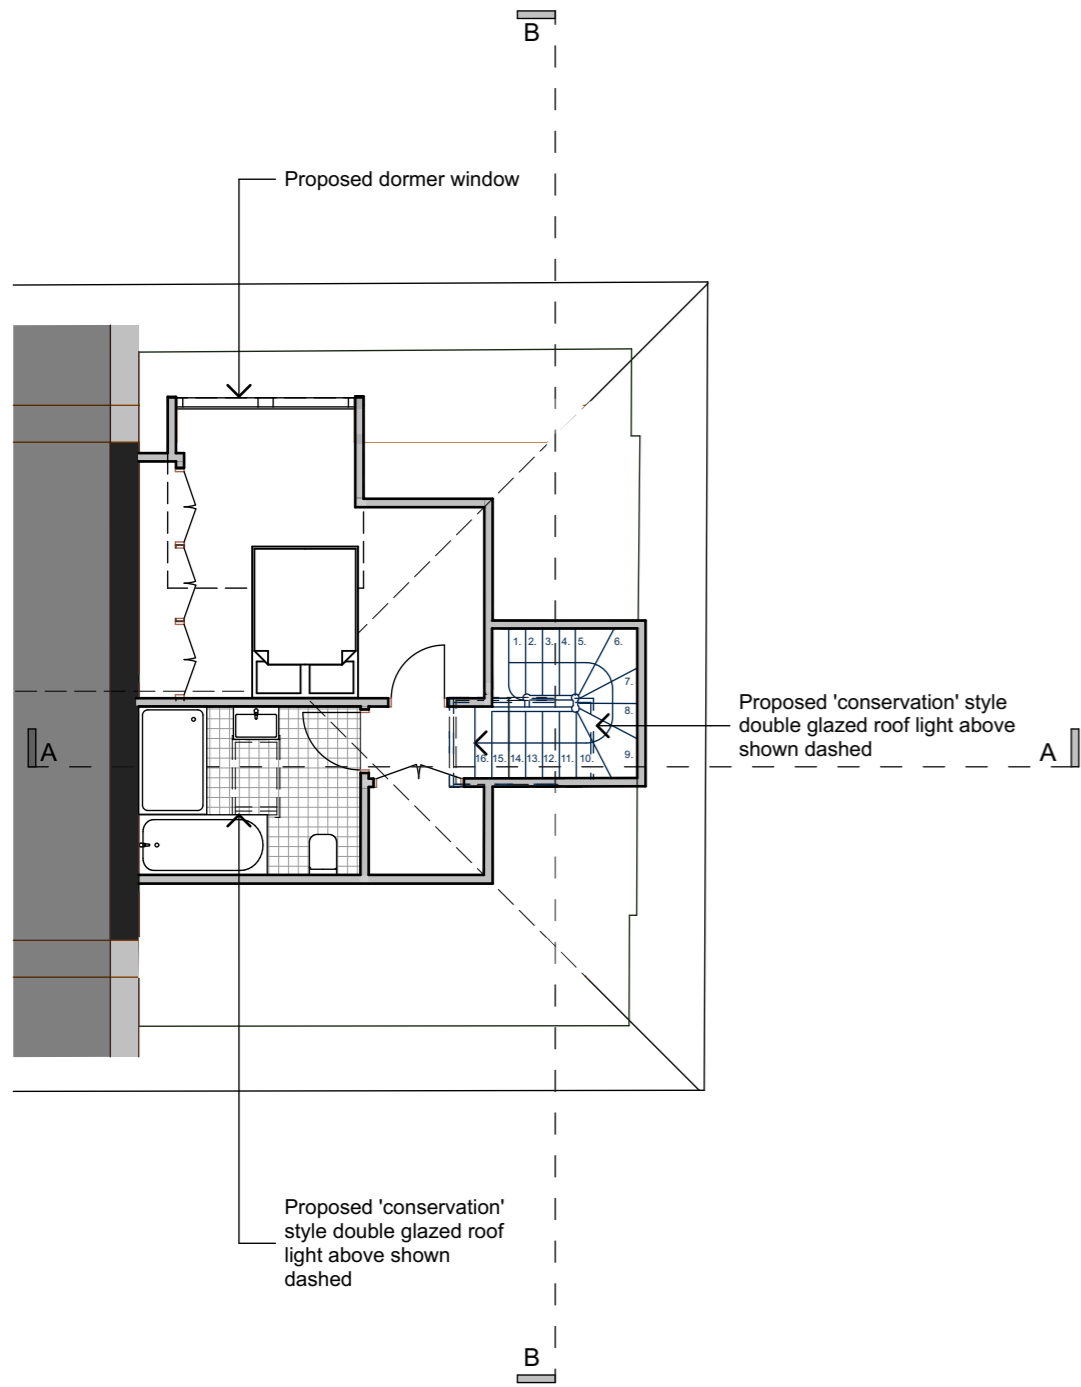 B
Proposed dormer window
1. 2. 3. 4. 5. 6.
7.
8.
9.
16. 15. 14. 13. 12. 11. 10.
Proposed 'conservation' style
double glazed roof light above
shown dashed
A
A
Proposed 'conservation'
style double glazed roof
light above shown
dashed
B